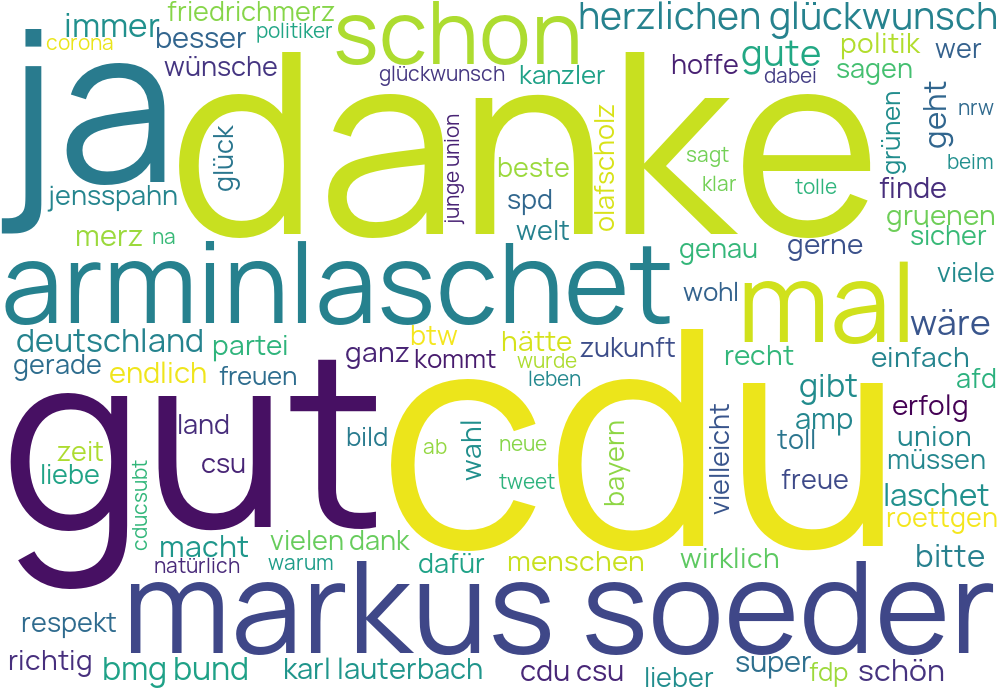 friedrichmerz
herzlichen glückwunsch
immer
schon
politiker
ja
corona
besser
gute
politik
wer
wünsche
glückwunsch
kanzler
hoffe
dabei
sagen
danke
geht
nrw
grünen
glück
junge union
olafscholz
beste
sagt
beim
klar
tolle
finde
jensspahn
spd
gruenen
merz
na
welt
genau
gerne
sicher
arminlaschet
mal
viele
wohl
wäre
deutschland
partei
btw
hätte
zukunft
recht
einfach
gerade
endlich
freuen
ganz
kommt
wurde
leben
gibt
afd
gut
cdu
erfolg
land
amp
zeit
bild
ab
wahl
neue
bayern
vielleicht
toll
union
liebe
csu
tweet
freue
müssen
cducsubt
laschet
roettgen
macht
vielen dank
natürlich
warum
dafür
menschen
wirklich
bitte
markus soeder
respekt
richtig
bmg bund
karl lauterbach
cdu csu
lieber
super
fdp
schön